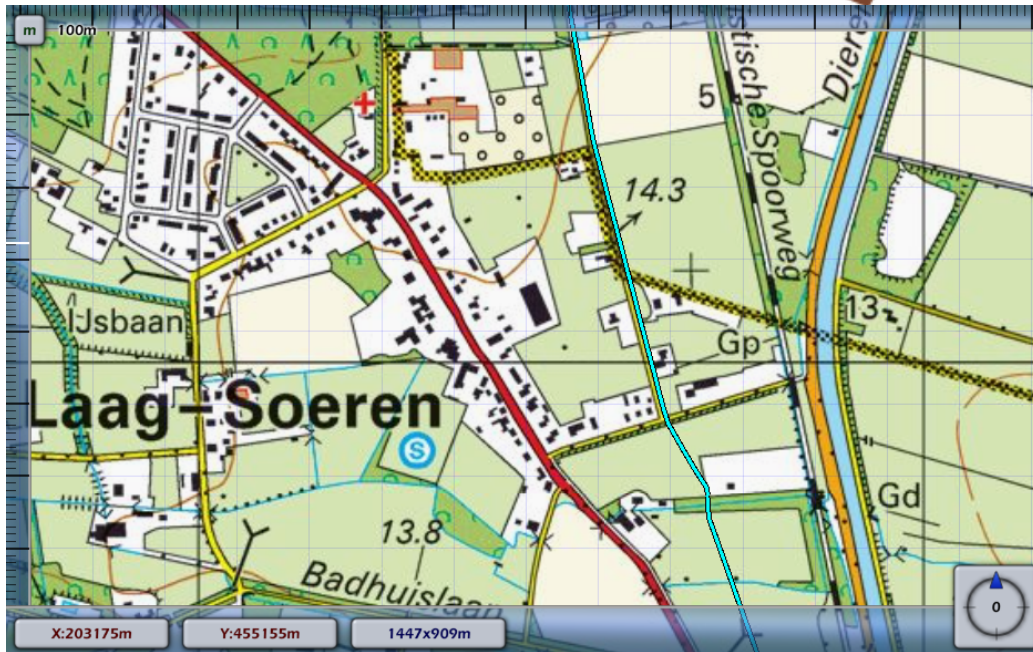 m 100m
5
tische Spoorweg
Dieren
14.3
IJsbaan
13
Gp
Laag-Soeren
S
Gd
13.8
Badhuislaan
X:203175m Y:455155m 1447x909m
0